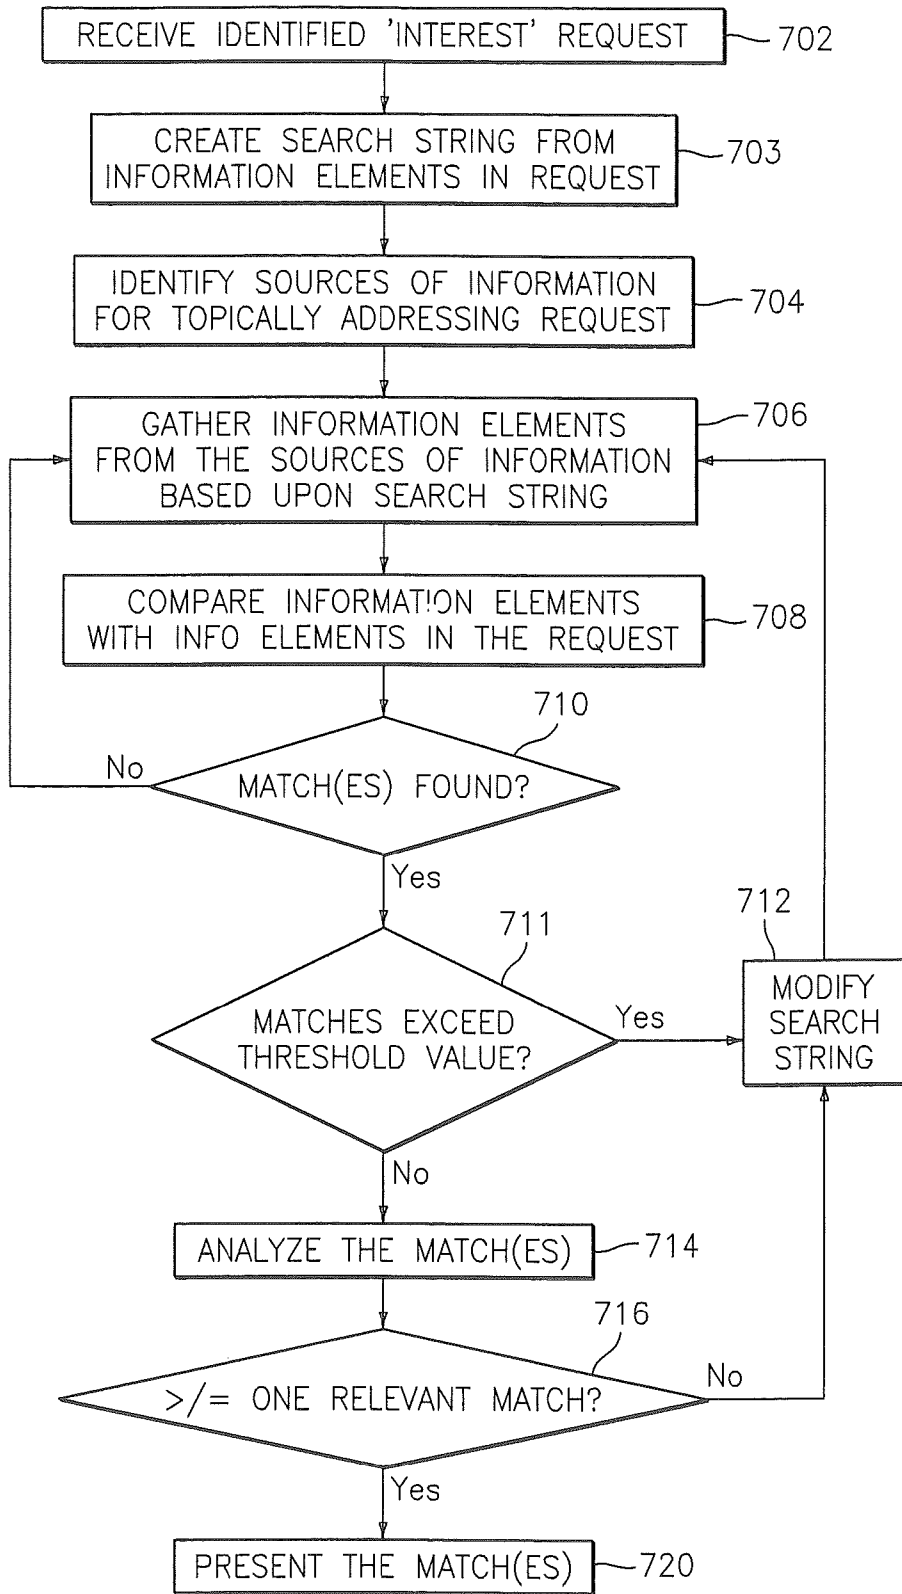 RECEIVE IDENTIFIED 'INTEREST' REQUEST
702
CREATE SEARCH STRING FROM
INFORMATION ELEMENTS IN REQUEST
703
IDENTIFY SOURCES OF INFORMATION
FOR TOPICALLY ADDRESSING REQUEST
704
GATHER INFORMATION ELEMENTS
FROM THE SOURCES OF INFORMATION
BASED UPON SEARCH STRING
706
COMPARE INFORMATION ELEMENTS
WITH INFO ELEMENTS IN THE REQUEST
708
710
No
MATCH(ES) FOUND?
Yes
711
712
MATCHES EXCEED
THRESHOLD VALUE?
Yes
MODIFY
SEARCH
STRING
No
ANALYZE THE MATCH(ES)
714
716
>/= ONE RELEVANT MATCH?
No
Yes
PRESENT THE MATCH(ES)
720